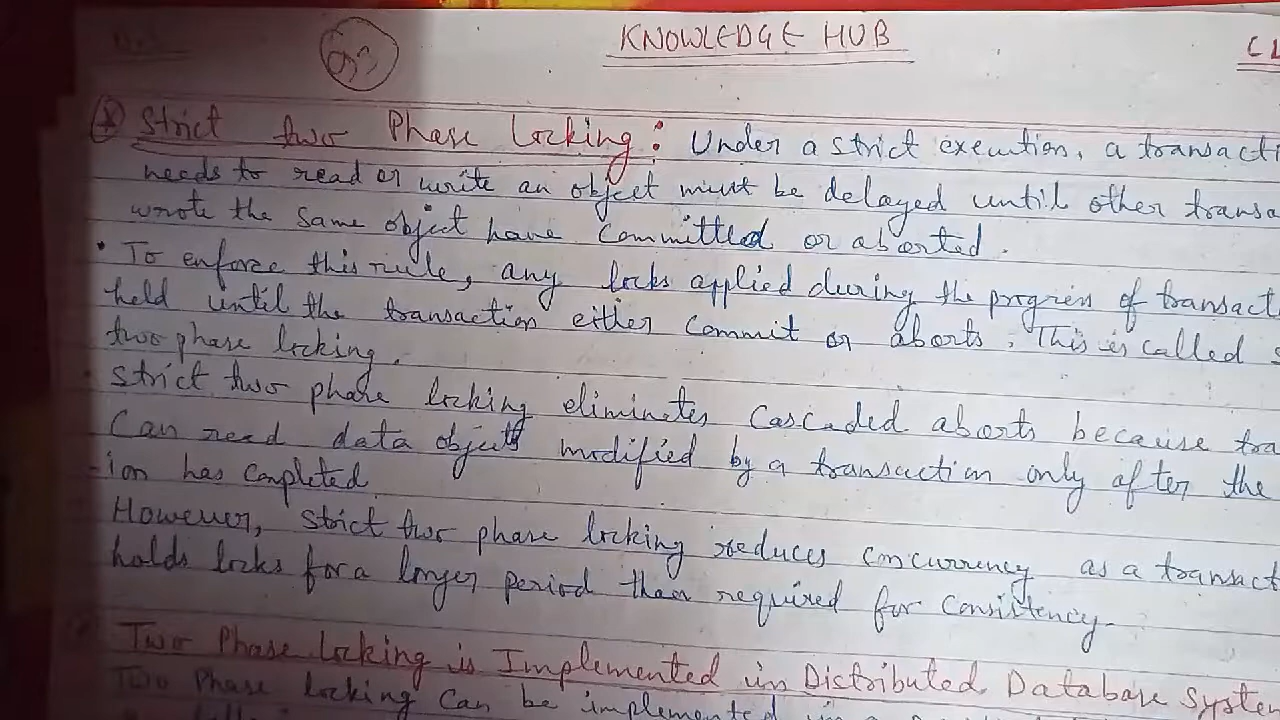 KNOWLEDGE HUB
Strict two Phase locking: Under a strict execution, a transacti
needs to read or write an object must be delayed until other transa
wrote the same object have committed or aborted.
• To enforce this rule, any locks applied during the progress of transact
held until the transaction either commit or aborts. This is called s
two phase locking.
strict two phase locking eliminates Cascaded aborts because tra
Can read data objects modified by a transaction only after the
-ion has completed
However, strict two phase locking reduces concurrency as a transact
holds locks for a longer period than required for consistency.
Two Phase locking is Implemented in Distributed Database System
Two Phase locking Can be implemented in a